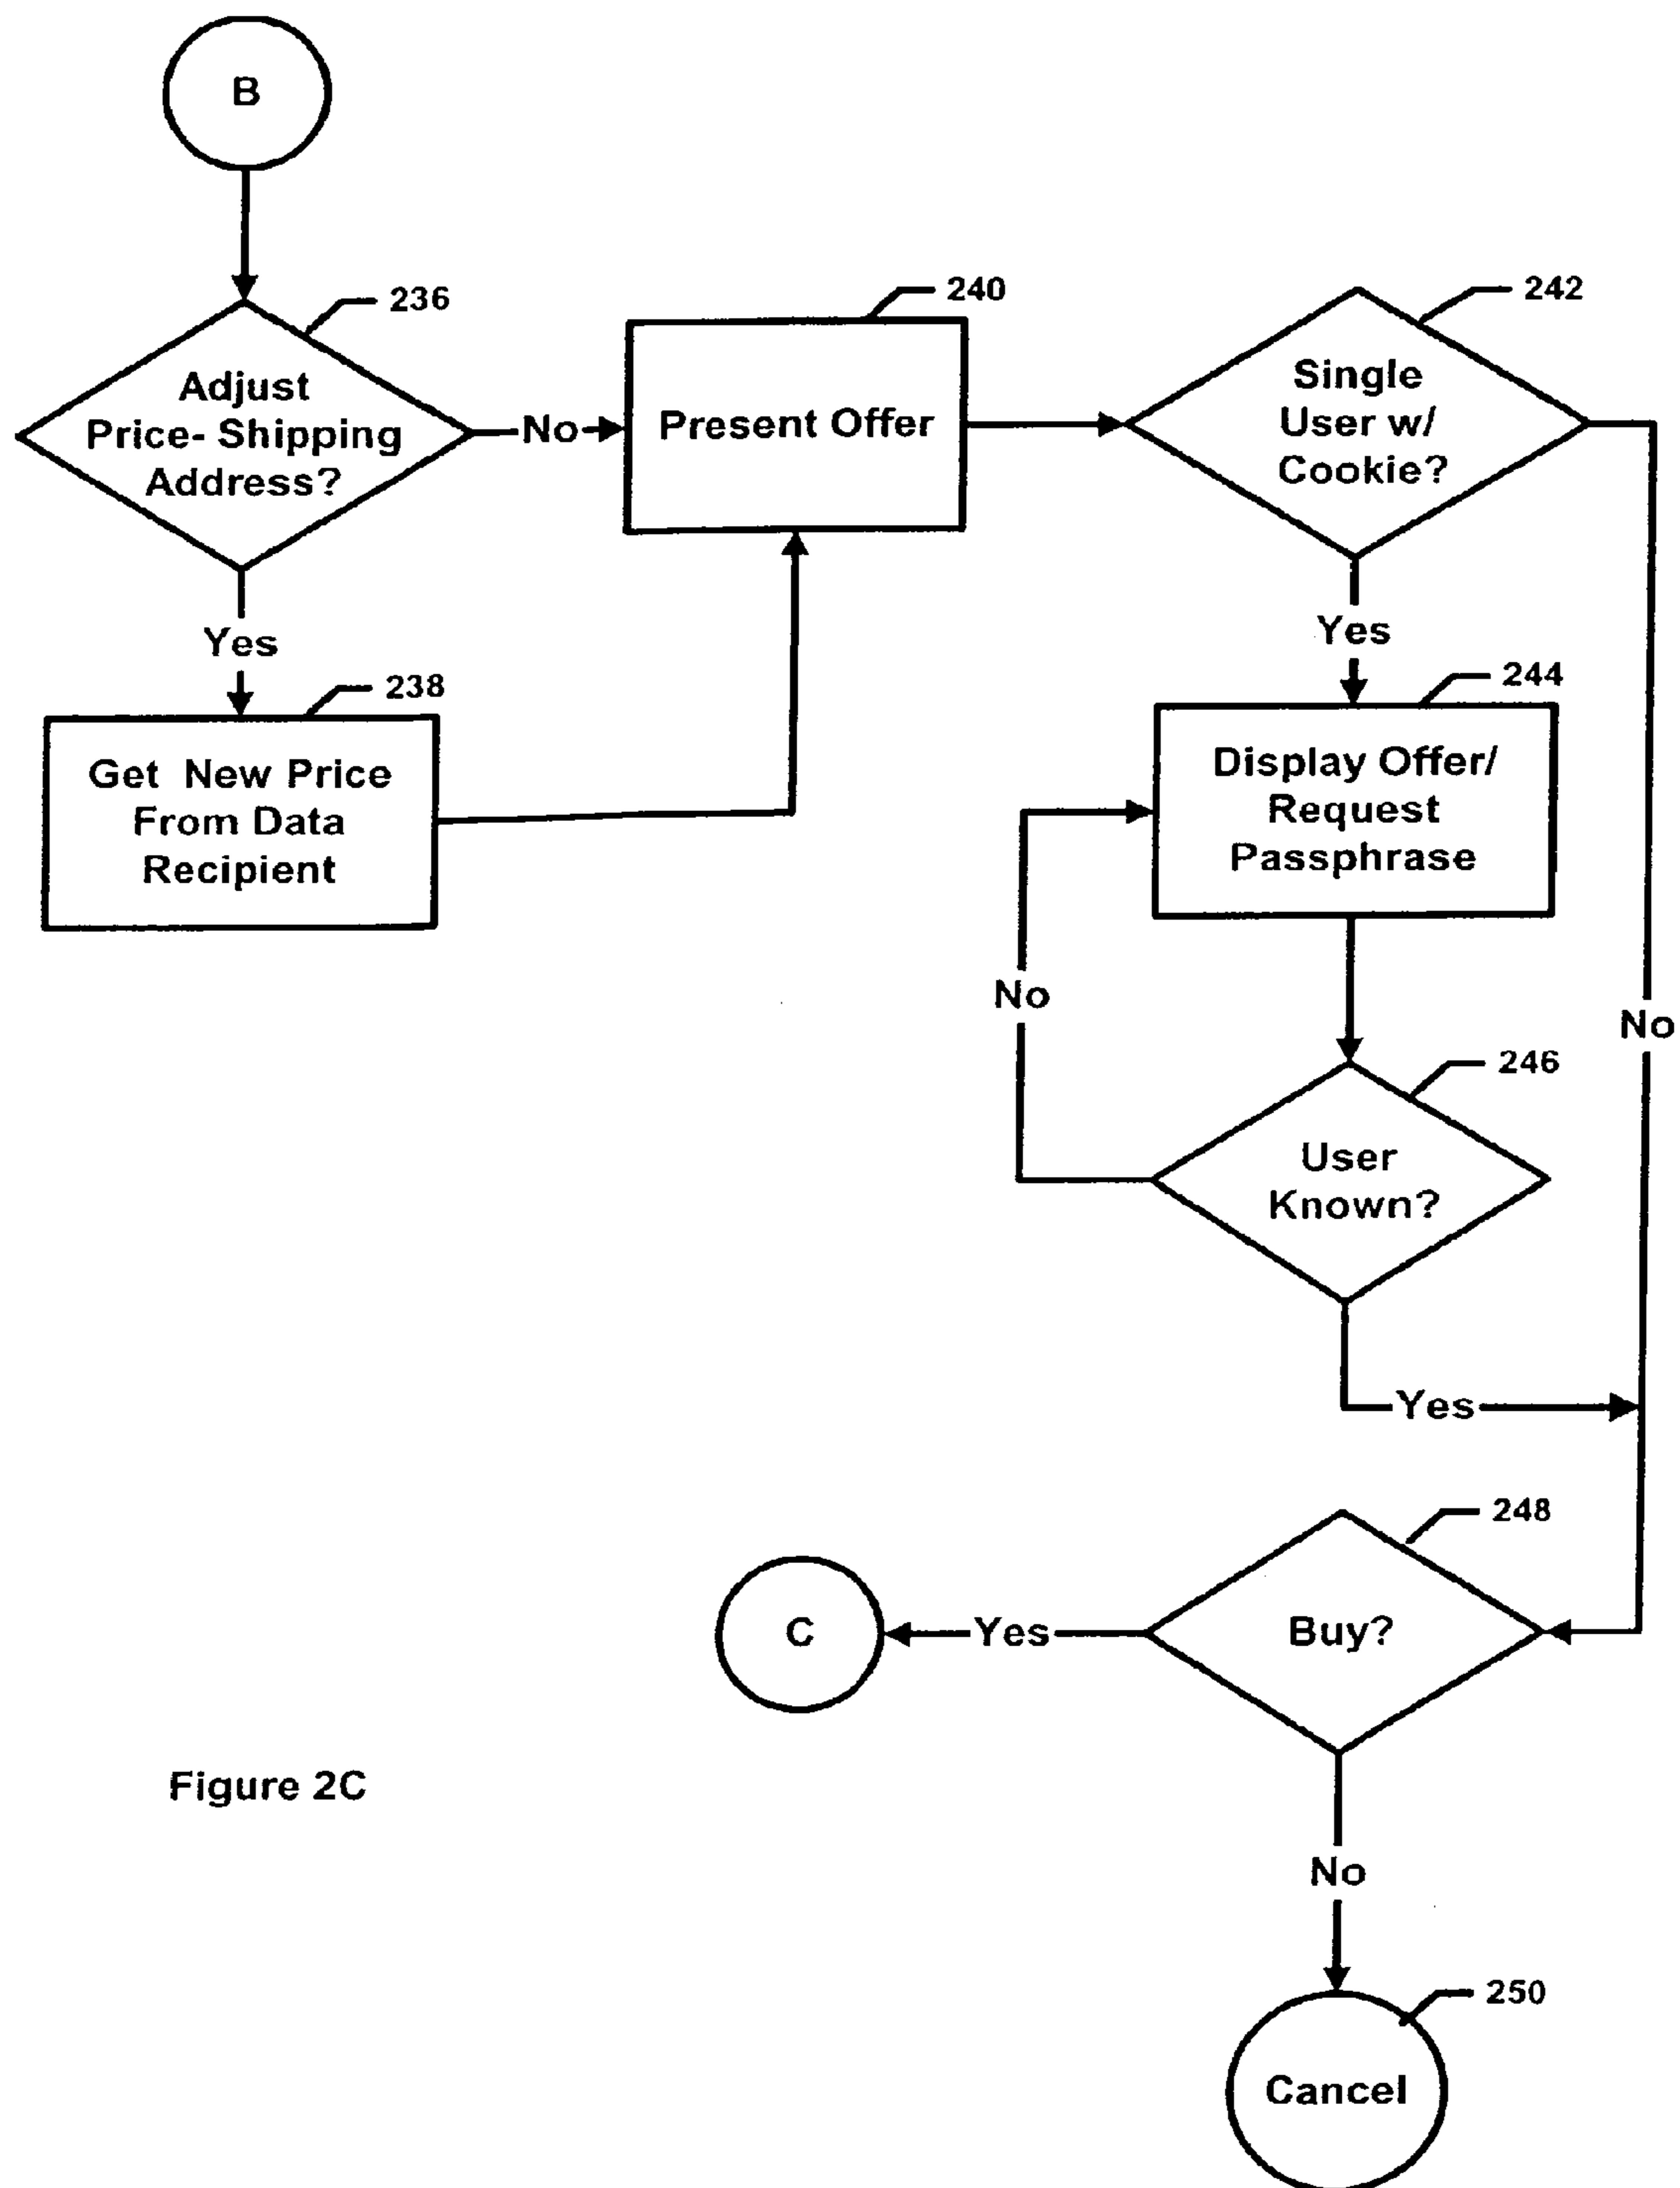 B
236
Adjust
Price- Shipping
Address?
No
240
Present Offer
242
Single
User w/
Cookie?
Yes
238
Get New Price
From Data
Recipient
Yes
244
Display Offer/
Request
Passphrase
No
No
246
User
Known?
Yes
248
Buy?
Yes
C
Figure 2C
No
250
Cancel